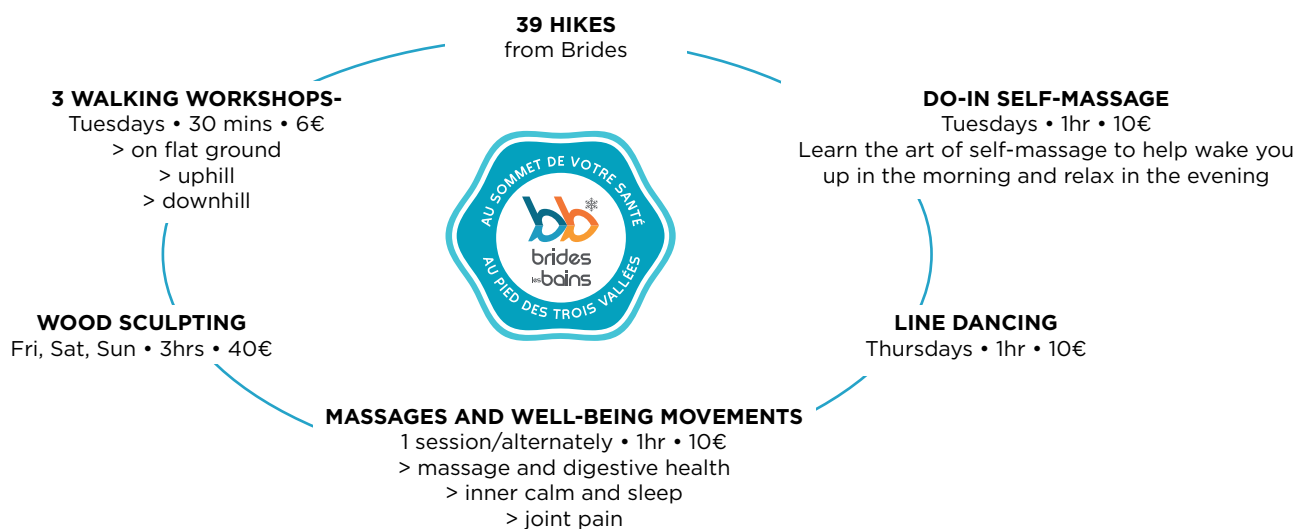 39 HIKES
from Brides
3 WALKING WORKSHOPS-
Tuesdays • 30 mins • 6€
> on flat ground
> uphill
> downhill
DO-IN SELF-MASSAGE
Tuesdays • 1hr • 10€
Learn the art of self-massage to help wake you
up in the morning and relax in the evening
AU SOMMET DE VOTRE SANTÉ
bb
brides
les bains
AU PIED DES TROIS VALLÉES
WOOD SCULPTING
Fri, Sat, Sun • 3hrs • 40€
LINE DANCING
Thursdays • 1hr • 10€
MASSAGES AND WELL-BEING MOVEMENTS
1 session/alternately • 1hr • 10€
> massage and digestive health
> inner calm and sleep
> joint pain